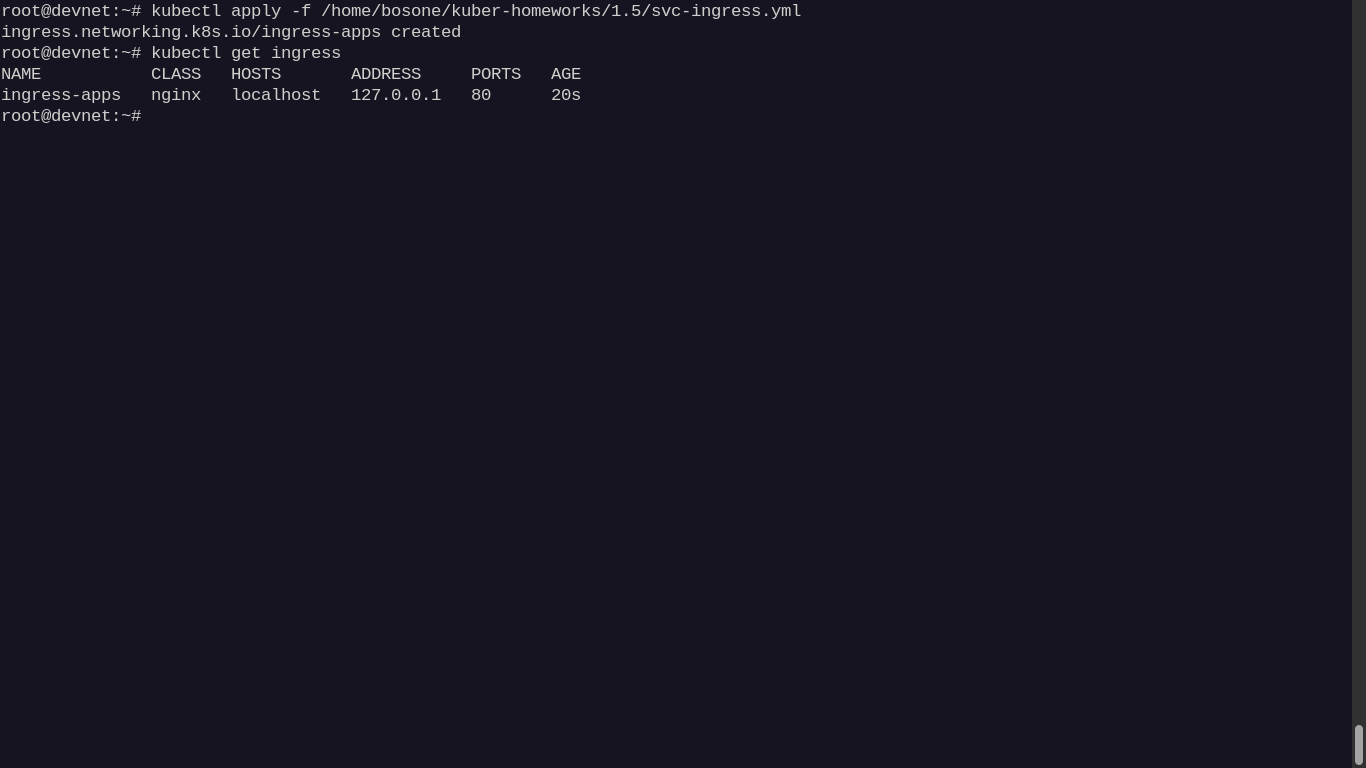 root@devnet:~# kubectl apply -f /home/bosone/kuber-homeworks/1.5/svc-ingress.yml
ingress.networking.k8s.io/ingress-apps created
root@devnet:~# kubectl get ingress
NAME           CLASS   HOSTS       ADDRESS     PORTS   AGE
ingress-apps   nginx   localhost   127.0.0.1   80      20s
root@devnet:~#